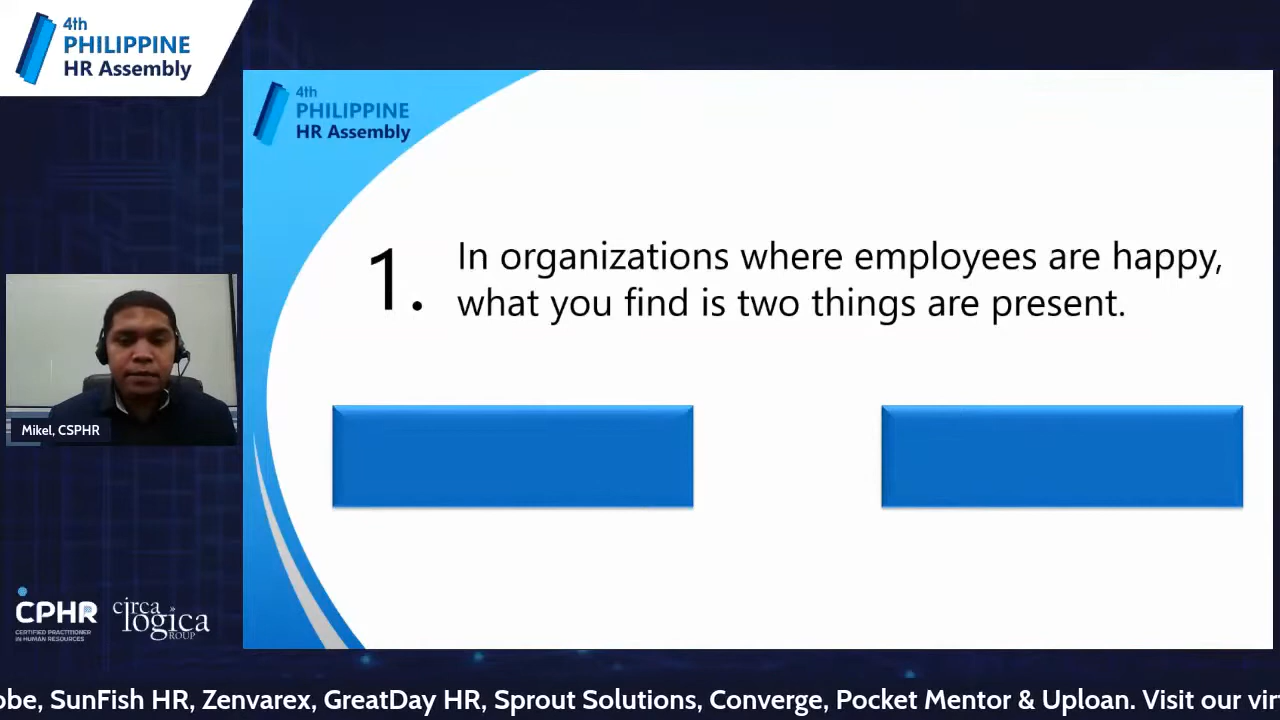 4th
PHILIPPINE
HR Assembly
4th
PHILIPPINE
HR Assembly
1. In organizations where employees are happy,
what you find is two things are present.
Mikel, CSPHR
CPHR
CERTIFIED PRACTITIONER
IN HUMAN RESOURCES
circa
logica
GROUP
obe, SunFish HR, Zenvarex, GreatDay HR, Sprout Solutions, Converge, Pocket Mentor & Uploan. Visit our vir